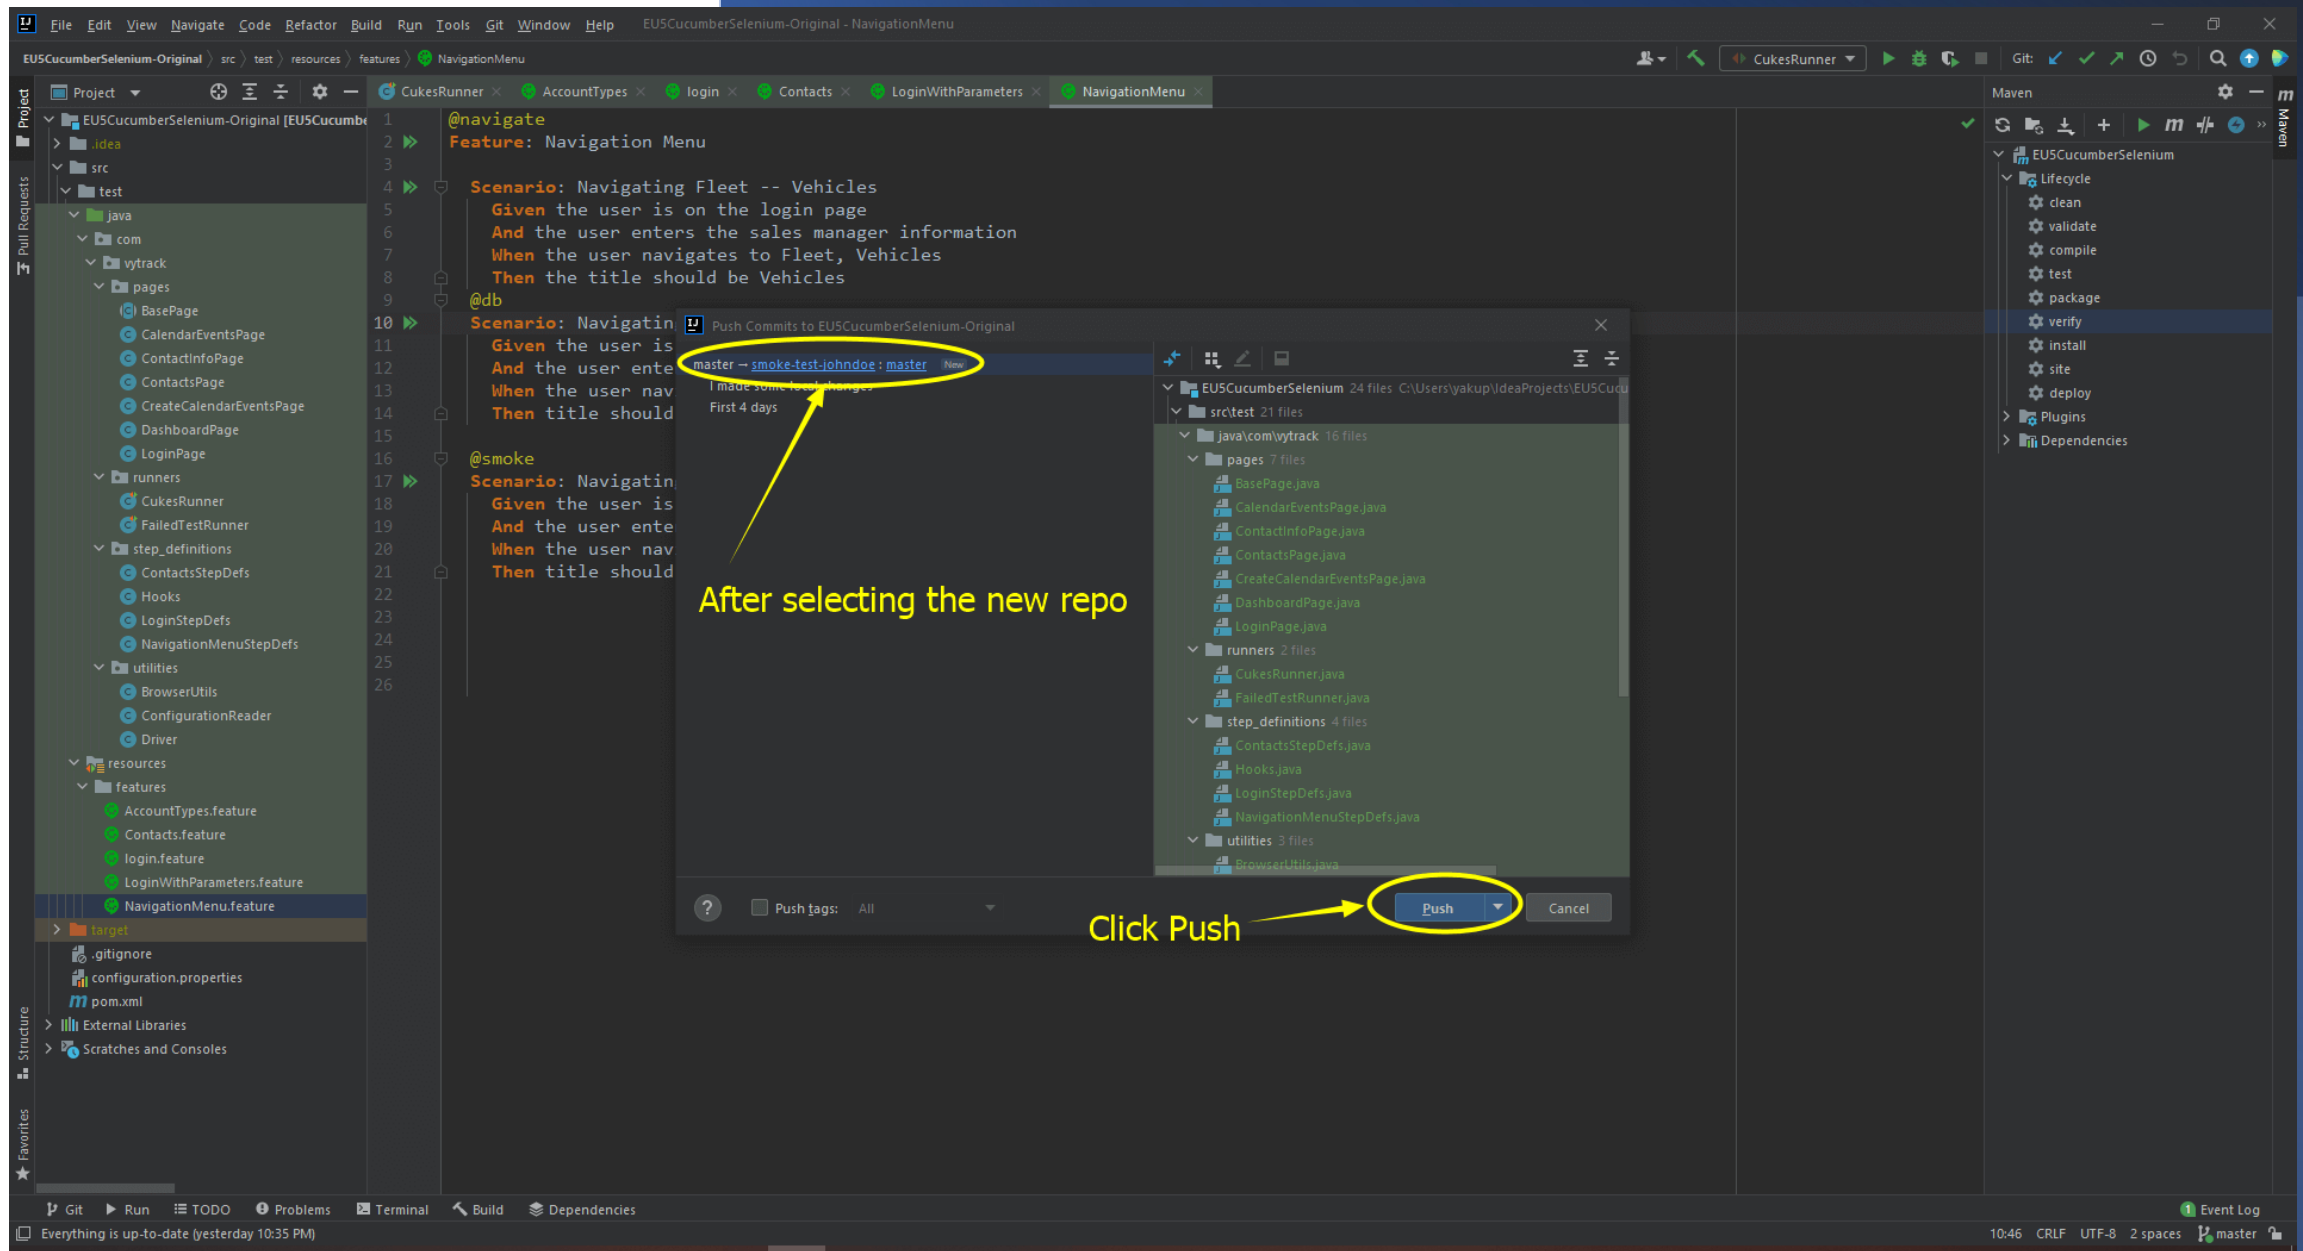 File Edit View Navigate Code Refactor Build Run Tools Git Window Help EU5CucumberSelenium-Original - NavigationMenu
EU5CucumberSelenium-Original src test resources features NavigationMenu
CukesRunner Git:
Project
CukesRunner AccountTypes login Contacts LoginWithParameters NavigationMenu
Maven
Project
Pull Requests
Structure
Favorites
EU5CucumberSelenium-Original [EU5Cucumbe
.idea
src
test
java
com
vytrack
pages
BasePage
CalendarEventsPage
ContactInfoPage
ContactsPage
CreateCalendarEventsPage
DashboardPage
LoginPage
runners
CukesRunner
FailedTestRunner
step_definitions
ContactsStepDefs
Hooks
LoginStepDefs
NavigationMenuStepDefs
utilities
BrowserUtils
ConfigurationReader
Driver
resources
features
AccountTypes.feature
Contacts.feature
login.feature
LoginWithParameters.feature
NavigationMenu.feature
target
.gitignore
configuration.properties
pom.xml
External Libraries
Scratches and Consoles
1 @navigate
2 Feature: Navigation Menu
3
4 Scenario: Navigating Fleet -- Vehicles
5 Given the user is on the login page
6 And the user enters the sales manager information
7 When the user navigates to Fleet, Vehicles
8 Then the title should be Vehicles
9 @db
10 Scenario: Navigatin
11 Given the user is
12 And the user ente
13 When the user nav
14 Then title should
15
16 @smoke
17 Scenario: Navigatin
18 Given the user is
19 And the user ente
20 When the user nav
21 Then title should
22
23
24
25
26
Push Commits to EU5CucumberSelenium-Original
master → smoke-test-johndoe : master New
I made some local changes
First 4 days
After selecting the new repo
EU5CucumberSelenium 24 files C:\Users\yakup\IdeaProjects\EU5Cucu
src\test 21 files
java\com\vytrack 16 files
pages 7 files
BasePage.java
CalendarEventsPage.java
ContactInfoPage.java
ContactsPage.java
CreateCalendarEventsPage.java
DashboardPage.java
LoginPage.java
runners 2 files
CukesRunner.java
FailedTestRunner.java
step_definitions 4 files
ContactsStepDefs.java
Hooks.java
LoginStepDefs.java
NavigationMenuStepDefs.java
utilities 3 files
BrowserUtils.java
? Push tags: All
Click Push
Push Cancel
Maven
EU5CucumberSelenium
Lifecycle
clean
validate
compile
test
package
verify
install
site
deploy
Plugins
Dependencies
Git Run TODO Problems Terminal Build Dependencies 1 Event Log
Everything is up-to-date (yesterday 10:35 PM) 10:46 CRLF UTF-8 2 spaces master